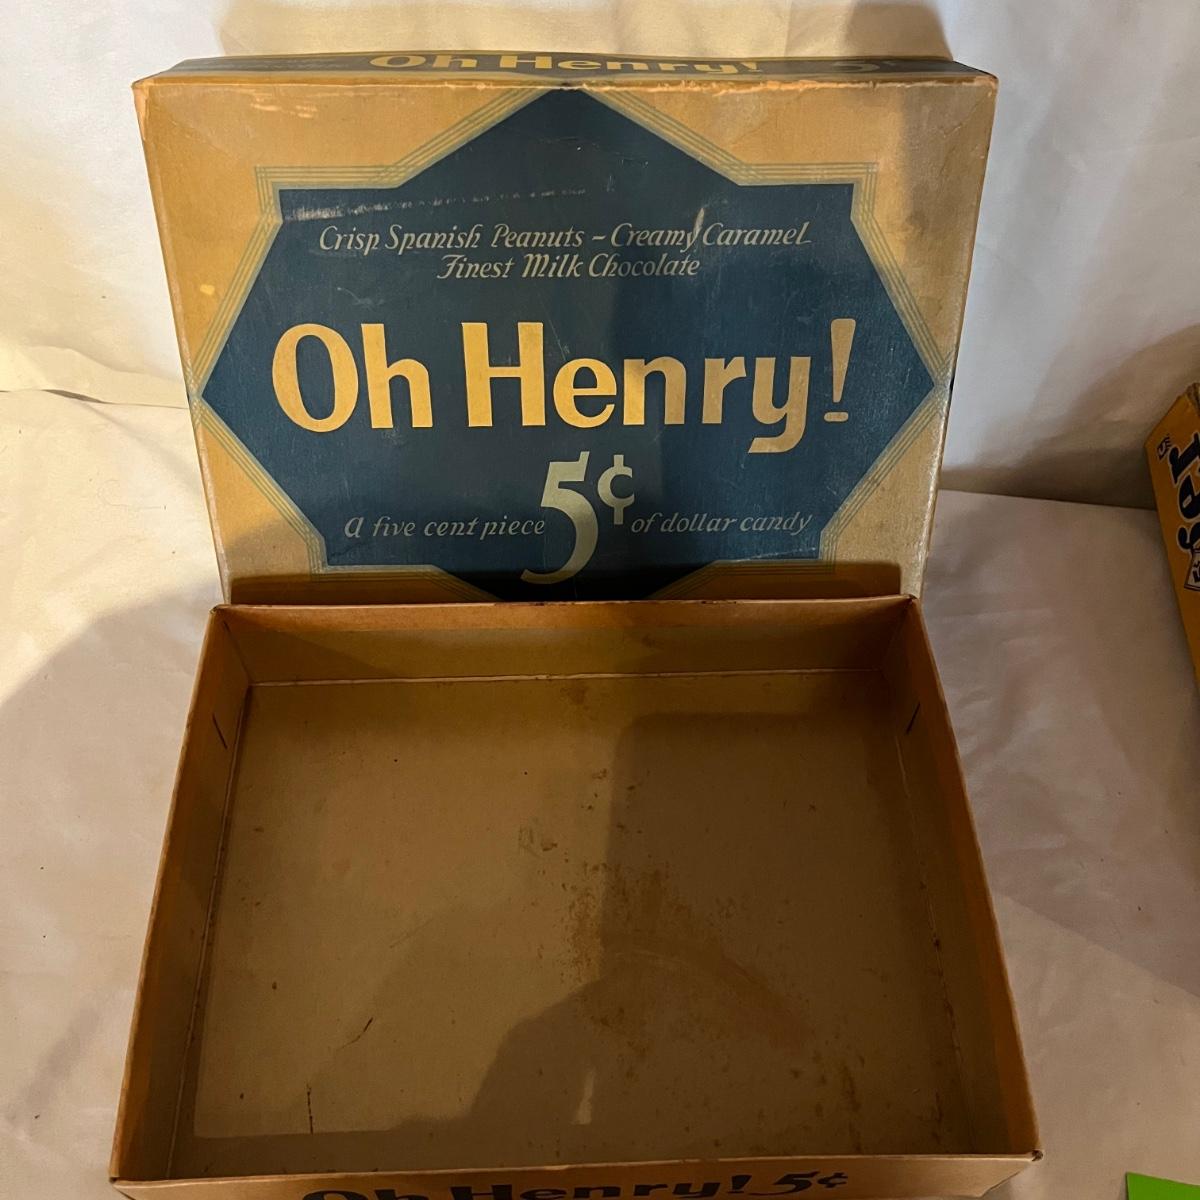 Oh Henry! 5¢
Crisp Spanish Peanuts – Creamy Caramel
Finest Milk Chocolate
Oh Henry!
5¢
A five cent piece of dollar candy
Oh Henry! 5¢